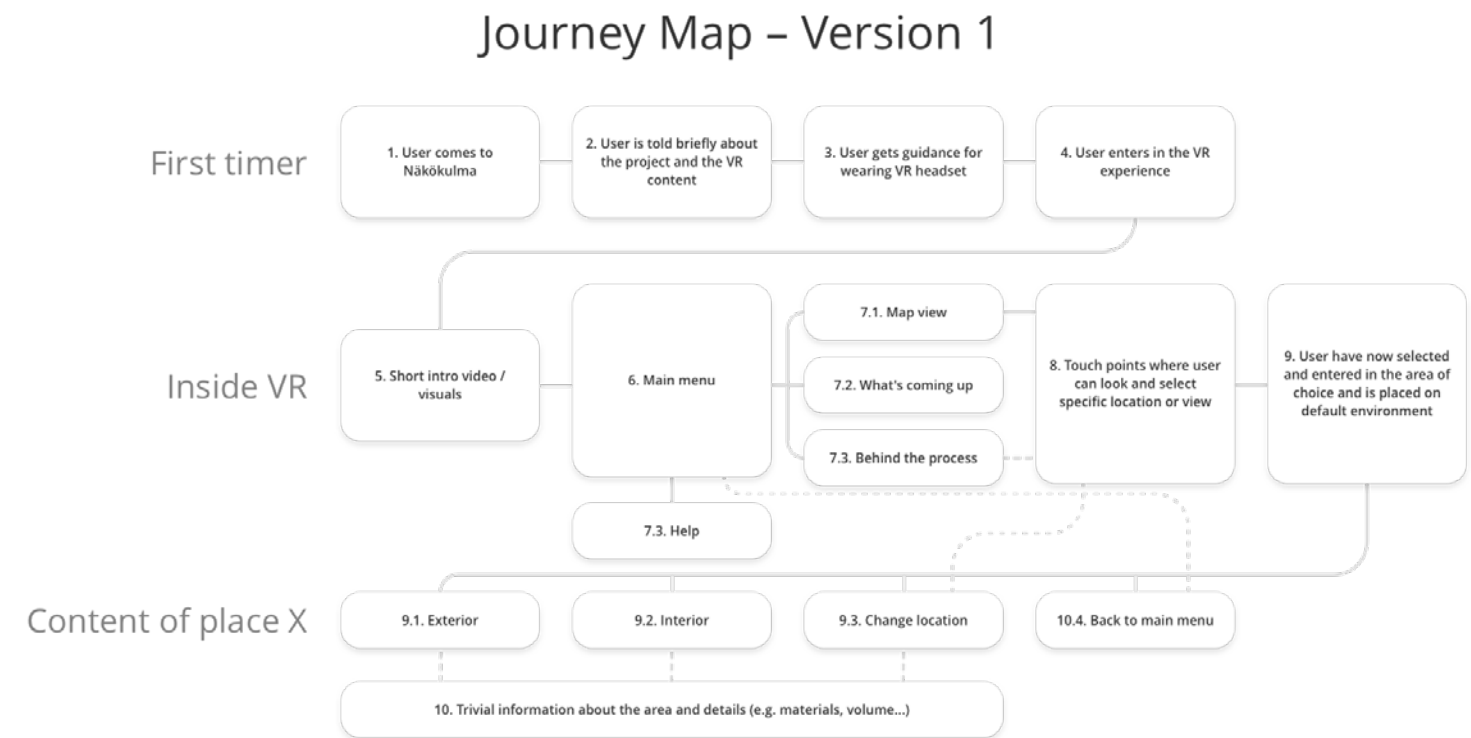 Journey Map – Version 1
First timer
1. User comes to
Näkökulma
2. User is told briefly about
the project and the VR
content
3. User gets guidance for
wearing VR headset
4. User enters in the VR
experience
Inside VR
5. Short intro video /
visuals
6. Main menu
7.1. Map view
7.2. What's coming up
7.3. Behind the process
8. Touch points where user
can look and select
specific location or view
9. User have now selected
and entered in the area of
choice and is placed on
default environment
7.3. Help
Content of place X
9.1. Exterior
9.2. Interior
9.3. Change location
10.4. Back to main menu
10. Trivial information about the area and details (e.g. materials, volume...)